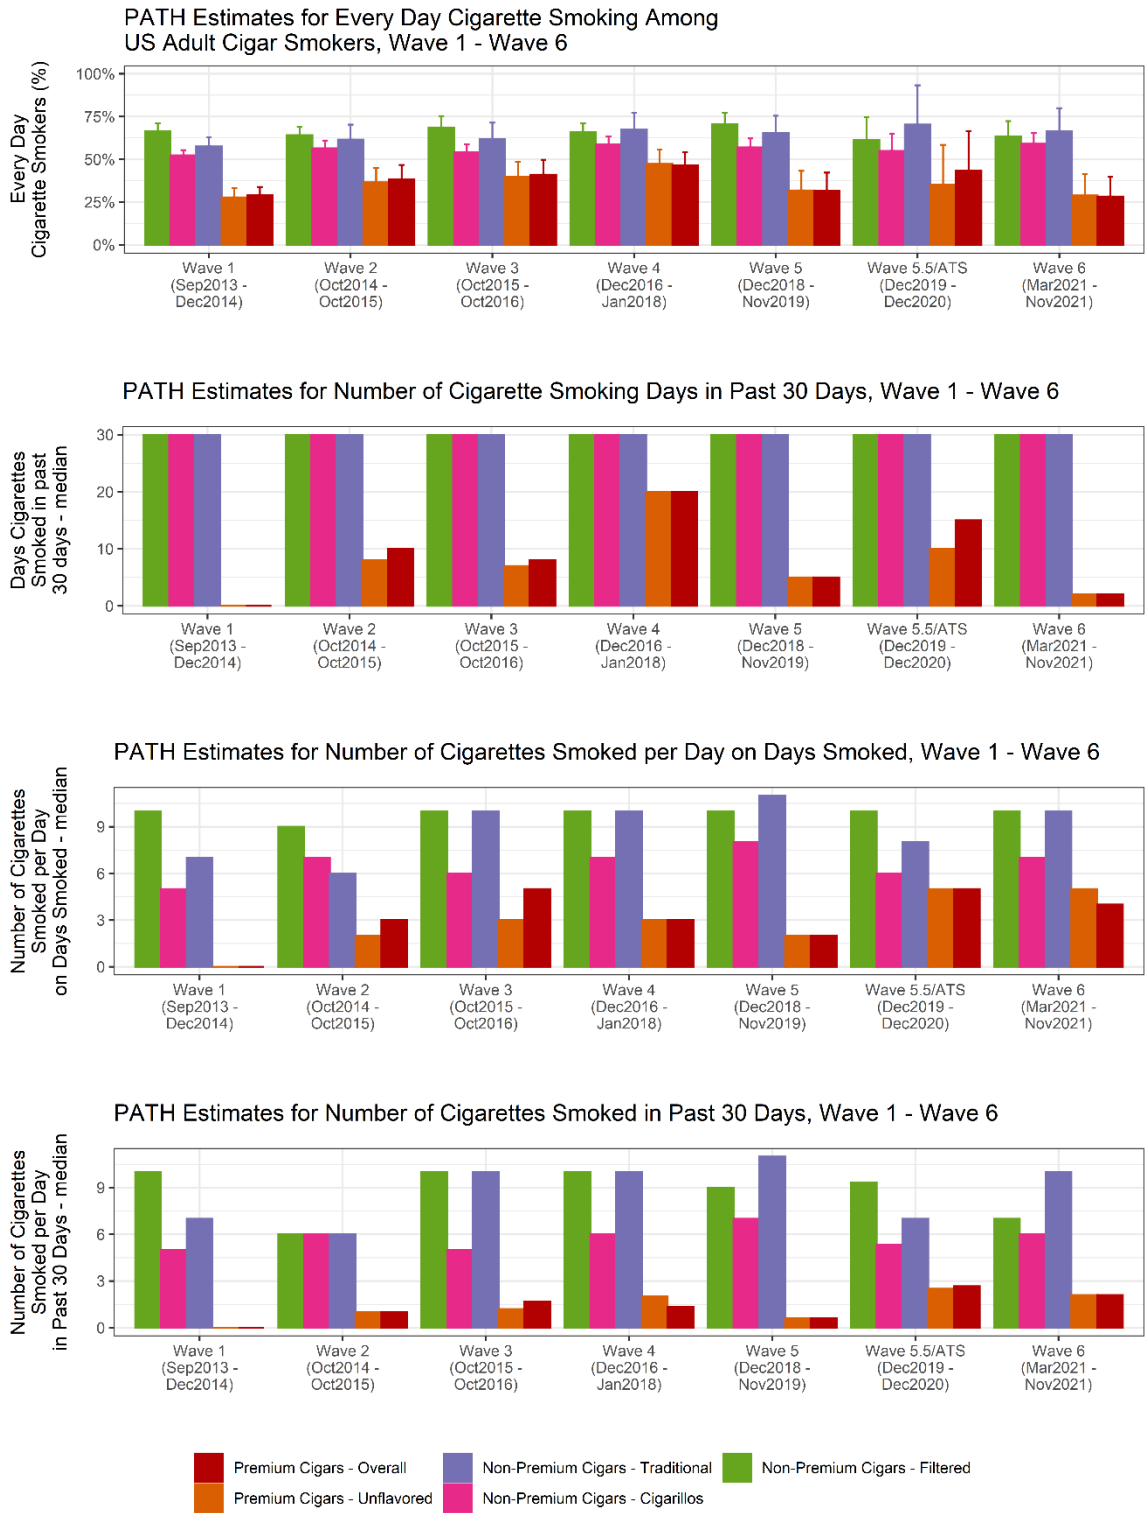 PATH Estimates for Every Day Cigarette Smoking Among
US Adult Cigar Smokers, Wave 1 - Wave 6
Every Day
Cigarette Smokers (%)
100%
75%
50%
25%
0%
Wave 1
(Sep2013 -
Dec2014)
Wave 2
(Oct2014 -
Oct2015)
Wave 3
(Oct2015 -
Oct2016)
Wave 4
(Dec2016 -
Jan2018)
Wave 5
(Dec2018 -
Nov2019)
Wave 5.5/ATS
(Dec2019 -
Dec2020)
Wave 6
(Mar2021 -
Nov2021)
PATH Estimates for Number of Cigarette Smoking Days in Past 30 Days, Wave 1 - Wave 6
Days Cigarettes
Smoked in past
30 days - median
30
20
10
0
Wave 1
(Sep2013 -
Dec2014)
Wave 2
(Oct2014 -
Oct2015)
Wave 3
(Oct2015 -
Oct2016)
Wave 4
(Dec2016 -
Jan2018)
Wave 5
(Dec2018 -
Nov2019)
Wave 5.5/ATS
(Dec2019 -
Dec2020)
Wave 6
(Mar2021 -
Nov2021)
PATH Estimates for Number of Cigarettes Smoked per Day on Days Smoked, Wave 1 - Wave 6
Number of Cigarettes
Smoked per Day
on Days Smoked - median
9
6
3
0
Wave 1
(Sep2013 -
Dec2014)
Wave 2
(Oct2014 -
Oct2015)
Wave 3
(Oct2015 -
Oct2016)
Wave 4
(Dec2016 -
Jan2018)
Wave 5
(Dec2018 -
Nov2019)
Wave 5.5/ATS
(Dec2019 -
Dec2020)
Wave 6
(Mar2021 -
Nov2021)
PATH Estimates for Number of Cigarettes Smoked in Past 30 Days, Wave 1 - Wave 6
Number of Cigarettes
Smoked per Day
in Past 30 Days - median
9
6
3
0
Wave 1
(Sep2013 -
Dec2014)
Wave 2
(Oct2014 -
Oct2015)
Wave 3
(Oct2015 -
Oct2016)
Wave 4
(Dec2016 -
Jan2018)
Wave 5
(Dec2018 -
Nov2019)
Wave 5.5/ATS
(Dec2019 -
Dec2020)
Wave 6
(Mar2021 -
Nov2021)
Premium Cigars - Overall
Premium Cigars - Unflavored
Non-Premium Cigars - Traditional
Non-Premium Cigars - Cigarillos
Non-Premium Cigars - Filtered